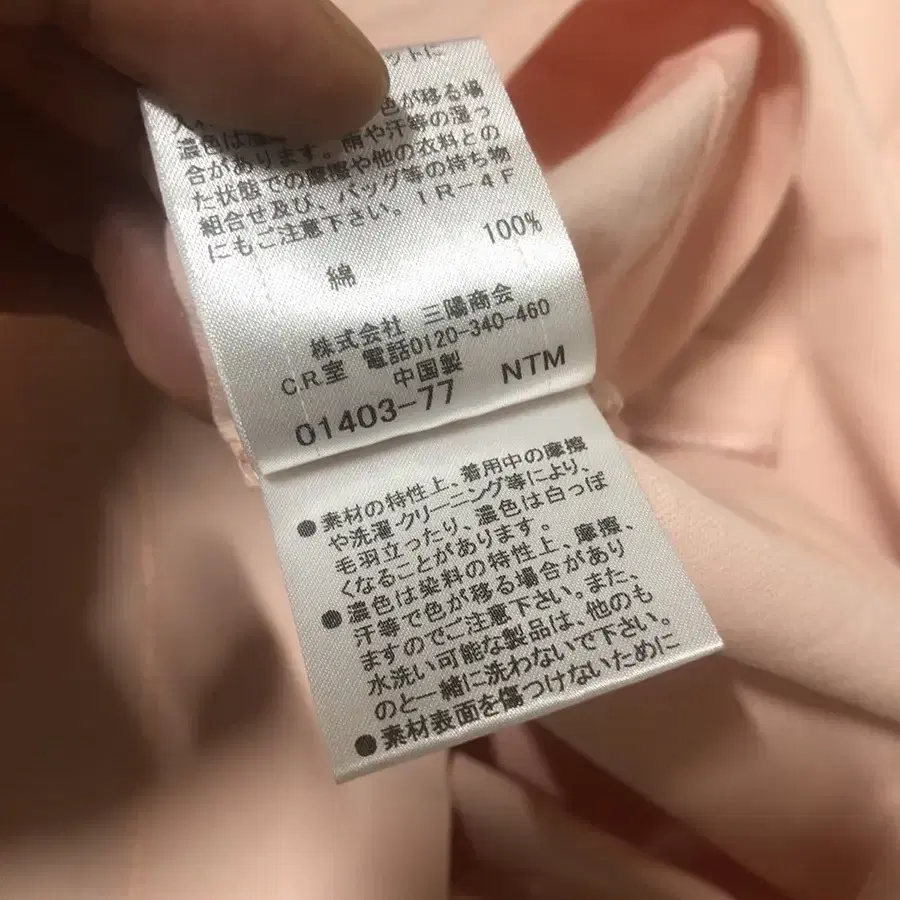 ットに
色が移る場
濃色は
合があります。雨や汗等の湿っ
た状態での摩擦や他の衣料との
組合せ及び、バッグ等の持ち物
にもご注意下さい。IR-4F
綿 100%
株式会社 三陽商会
C.R.室 電話0120-340-460
中国製
01403-77 NTM
●素材の特性上、着用中の摩擦
や洗濯・クリーニング等により、
毛羽立ったり、濃色は白っぽ
くなることがあります。
●濃色は染料の特性上、摩擦、
汗等で色が移る場合があり
ますのでご注意下さい。また、
水洗い可能な製品は、他のも
のと一緒に洗わないで下さい。
●素材表面を傷つけないために